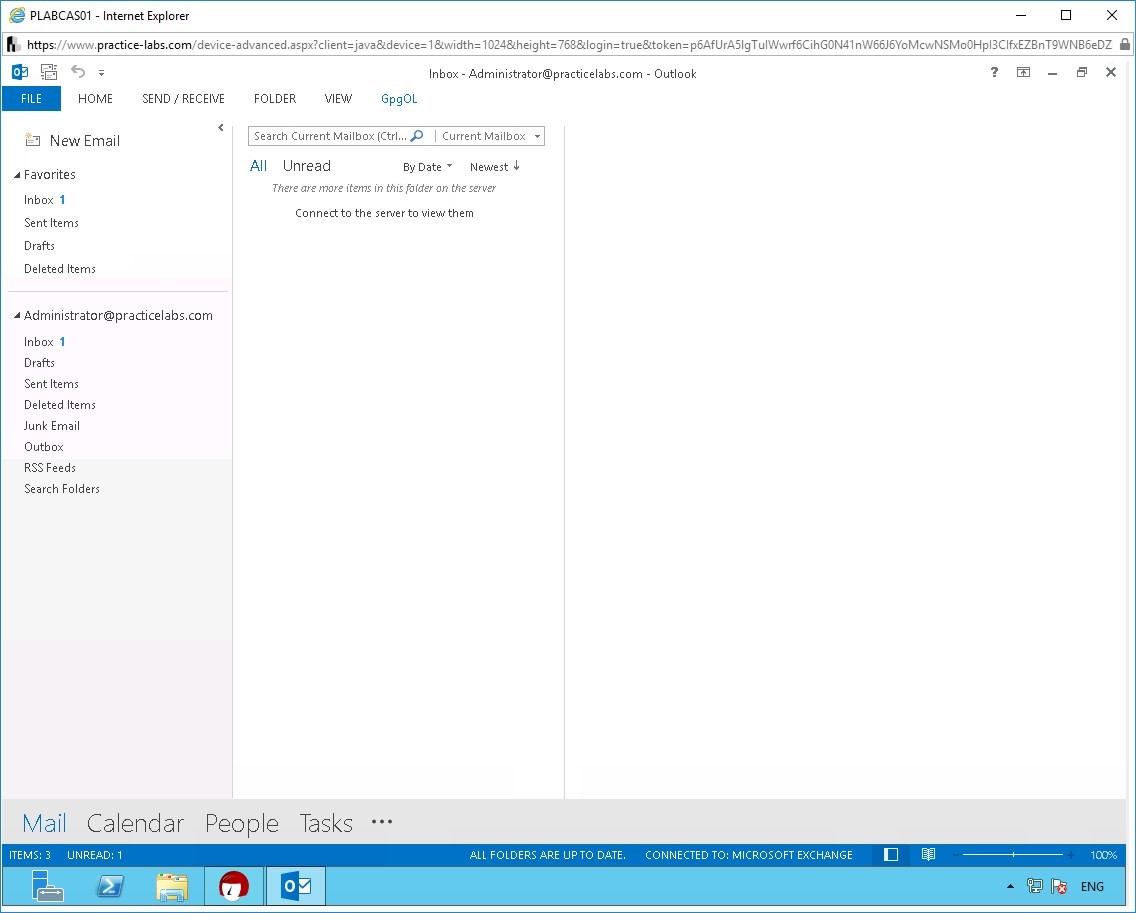 PLABCAS01 - Internet Explorer
https://www.practice-labs.com/device-advanced.aspx?client=java&device=1&width=1024&height=768&login=true&token=
Inbox - Administrator@practicelabs.com - Outlook
?
FILE HOME SEND / RECEIVE FOLDER VIEW GpgOL
New Email
Search Current Mailbox (Ctrl... Current Mailbox
All Unread By Date Newest
There are more items in this folder on the server
Connect to the server to view them
Favorites
Inbox 1
Sent Items
Drafts
Deleted Items
Administrator@practicelabs.com
Inbox 1
Drafts
Sent Items
Deleted Items
Junk Email
Outbox
RSS Feeds
Search Folders
Mail Calendar People Tasks •••
ITEMS: 3 UNREAD: 1 ALL FOLDERS ARE UP TO DATE. CONNECTED TO: MICROSOFT EXCHANGE 100%
ENG